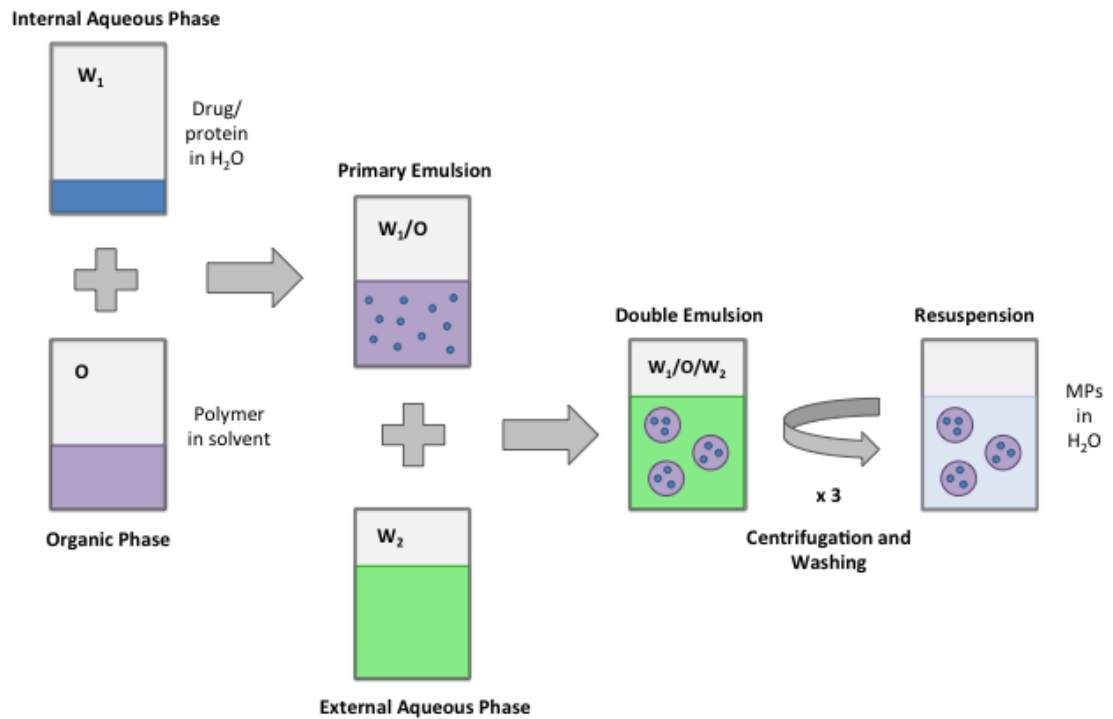 Internal Aqueous Phase
W₁
Drug/
protein
in H₂O
O
Polymer
in solvent
Organic Phase
Primary Emulsion
W₁/O
W₂
External Aqueous Phase
Double Emulsion
W₁/O/W₂
x 3
Centrifugation and
Washing
Resuspension
MPs
in
H₂O